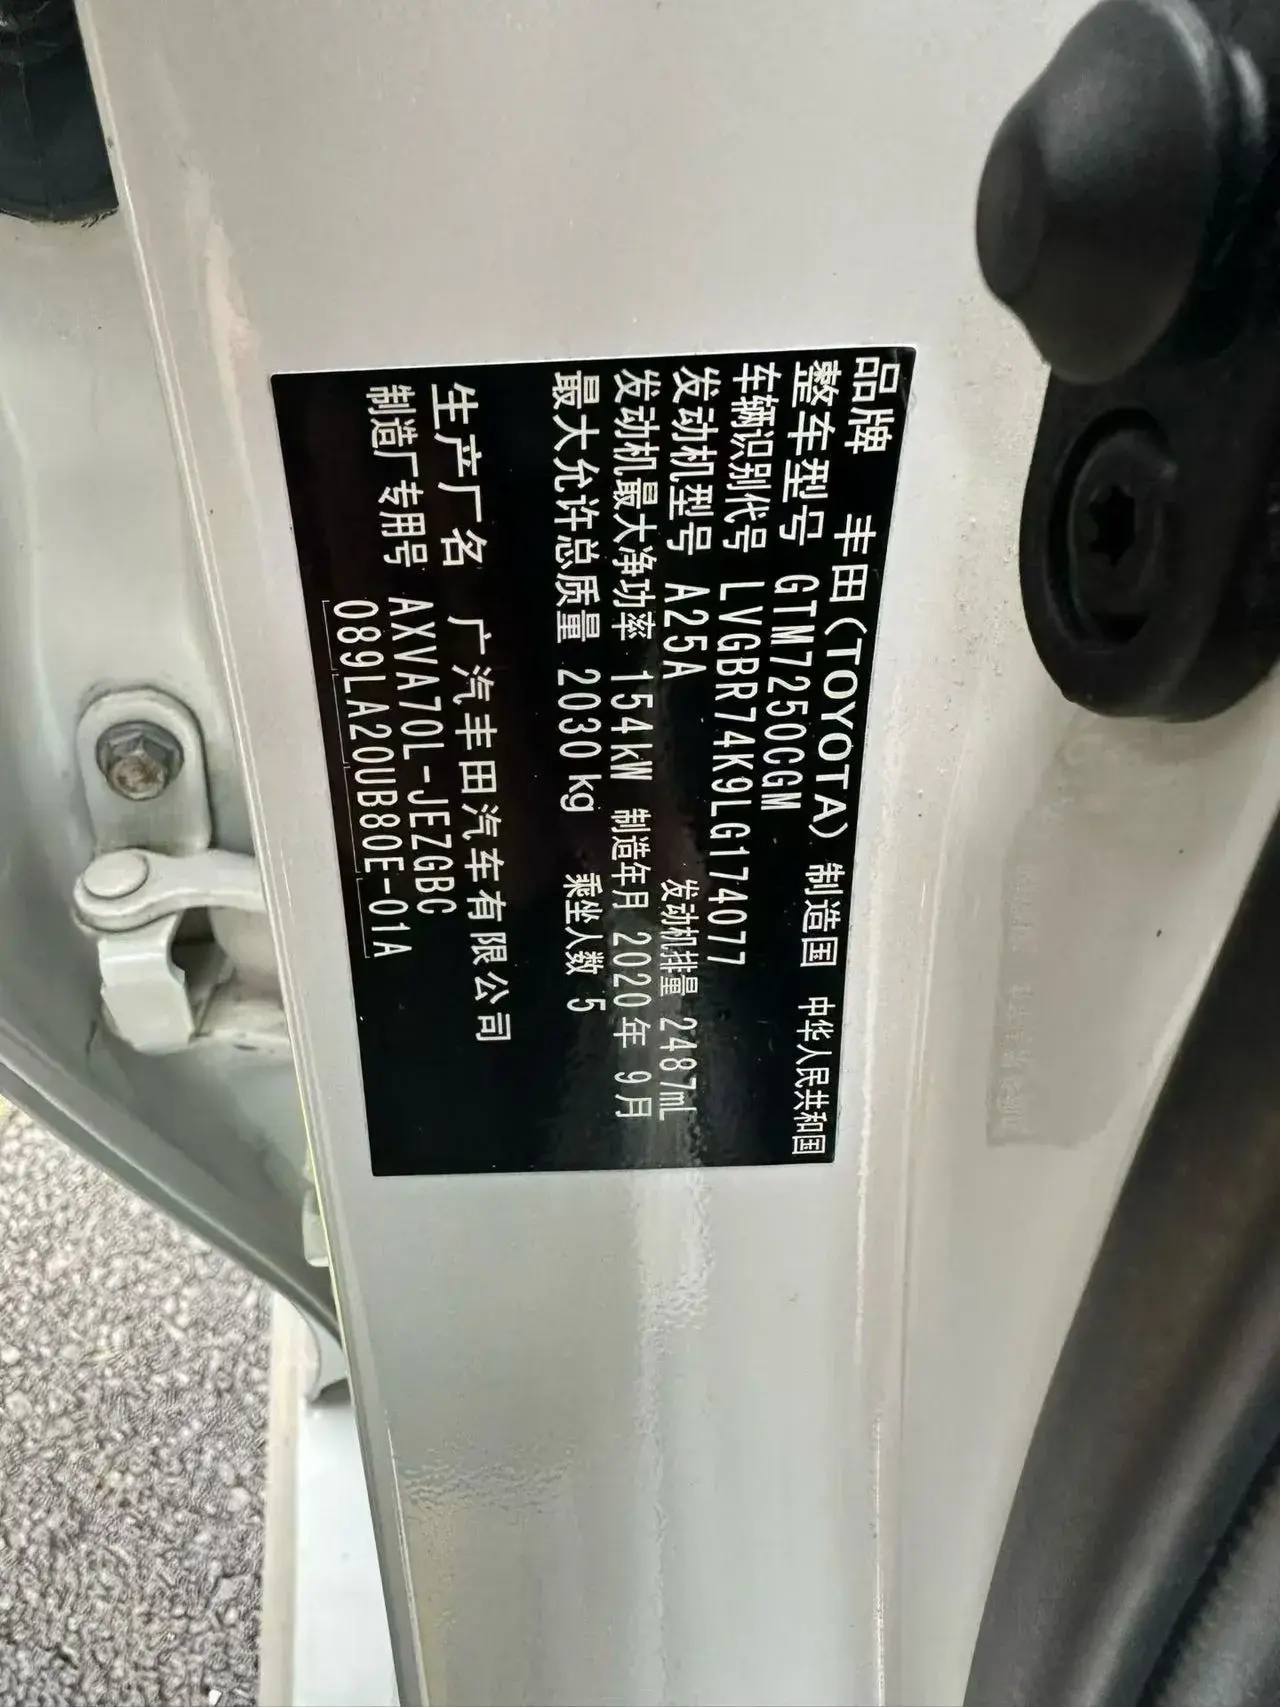 品牌 丰田(TOYOTA) 制造国 中华人民共和国
整车型号 GTM7250CGM
车辆识别代号 LVGBR74K9LG174077
发动机型号 A25A 发动机排量 2487mL
发动机最大净功率 154kW 制造年月 2020年 9月
最大允许总质量 2030kg 乘坐人数 5
生产厂名 广汽丰田汽车有限公司
制造厂专用号 AXVA70L-JEZGBC
089LA20UB80E-01A